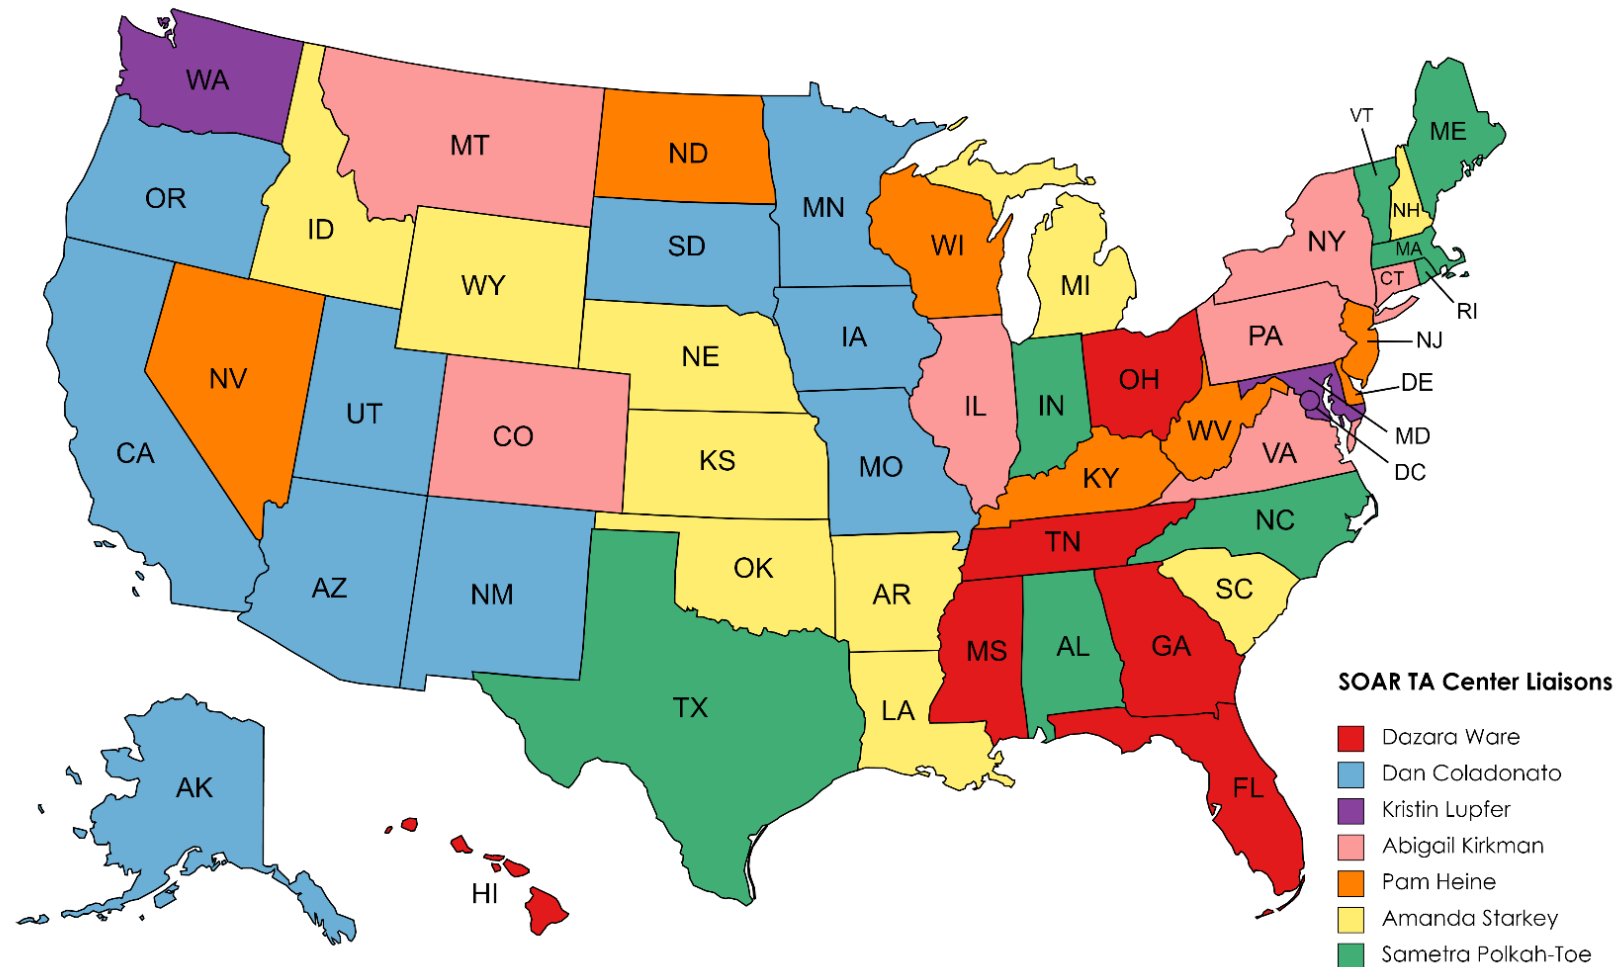 WA
MT
ND
MN
VT
ME
OR
ID
SD
WI
NH
NY
MA
WY
MI
CT
RI
PA
NJ
IA
NE
NV
OH
DE
UT
IL
IN
CO
WV
MD
CA
KS
MO
VA
DC
KY
NC
TN
OK
AZ
NM
AR
SC
MS
AL
GA
TX
LA
AK
FL
HI
SOAR TA Center Liaisons
Dazara Ware
Dan Coladonato
Kristin Lupfer
Abigail Kirkman
Pam Heine
Amanda Starkey
Sametra Polkah-Toe